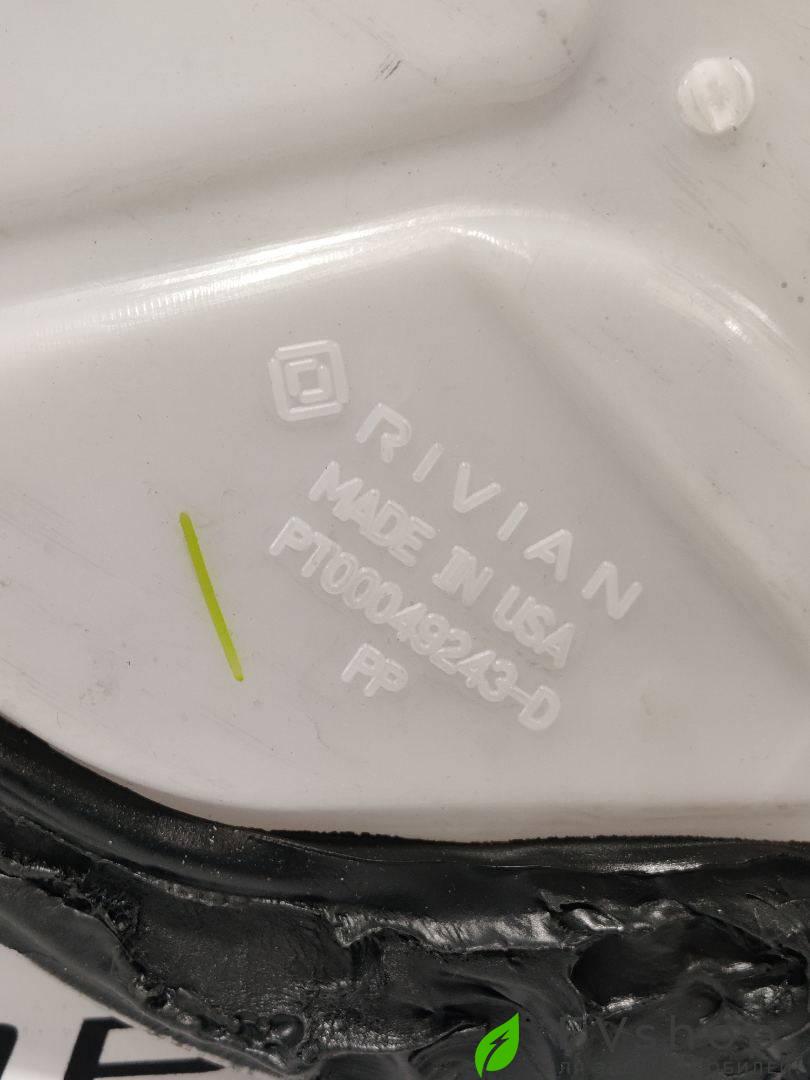 RIVIAN
MADE IN USA
PT00049243-D
PP